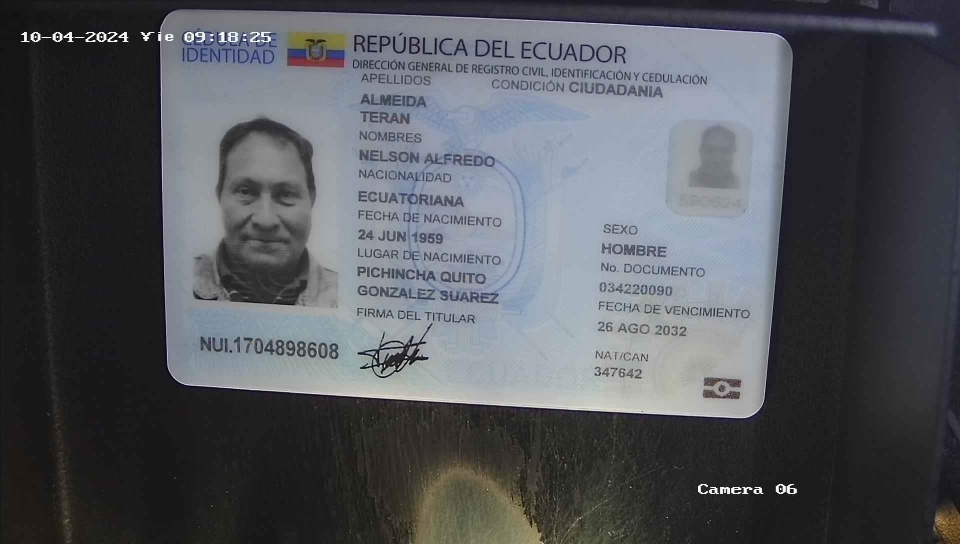 10-04-2024 Vie 09:18:25
CÉDULA DE
IDENTIDAD
REPÚBLICA DEL ECUADOR
DIRECCIÓN GENERAL DE REGISTRO CIVIL, IDENTIFICACIÓN Y CEDULACIÓN
APELLIDOS
CONDICIÓN CIUDADANIA
ALMEIDA
TERAN
NOMBRES
NELSON ALFREDO
NACIONALIDAD
ECUATORIANA
FECHA DE NACIMIENTO
24 JUN 1959
LUGAR DE NACIMIENTO
PICHINCHA QUITO
GONZALEZ SUAREZ
FIRMA DEL TITULAR
SEXO
HOMBRE
No. DOCUMENTO
034220090
FECHA DE VENCIMIENTO
26 AGO 2032
NAT/CAN
347642
NUI.1704898608
Camera 06